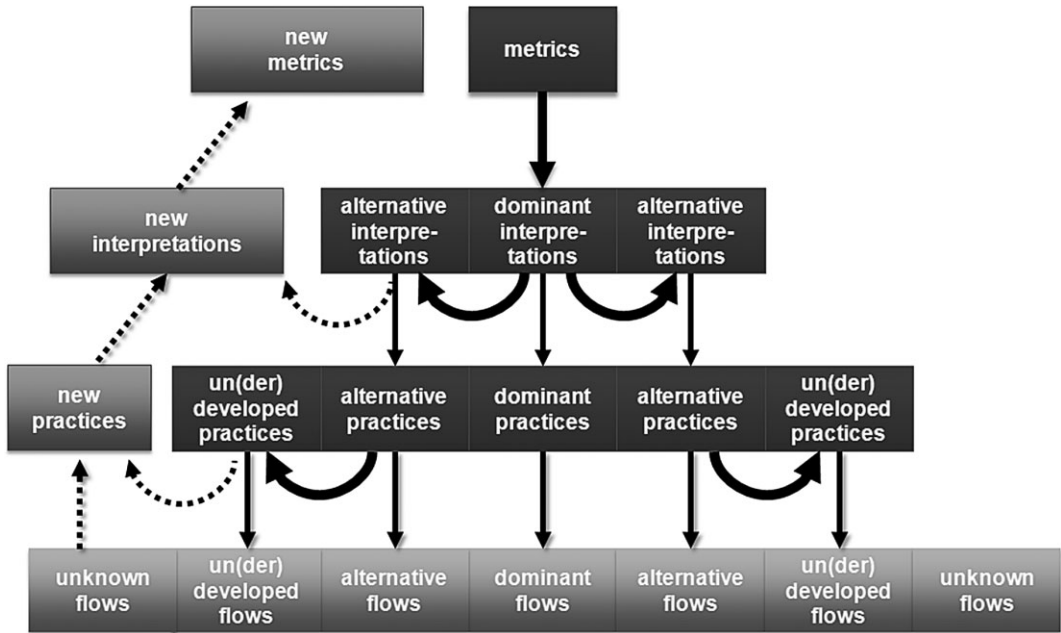 new
metrics
metrics
new
interpretations
alternative
interpre-
tations
dominant
interpre-
tations
alternative
interpre-
tations
new
practices
un(der)
developed
practices
alternative
practices
dominant
practices
alternative
practices
un(der)
developed
practices
unknown
flows
un(der)
developed
flows
alternative
flows
dominant
flows
alternative
flows
un(der)
developed
flows
unknown
flows